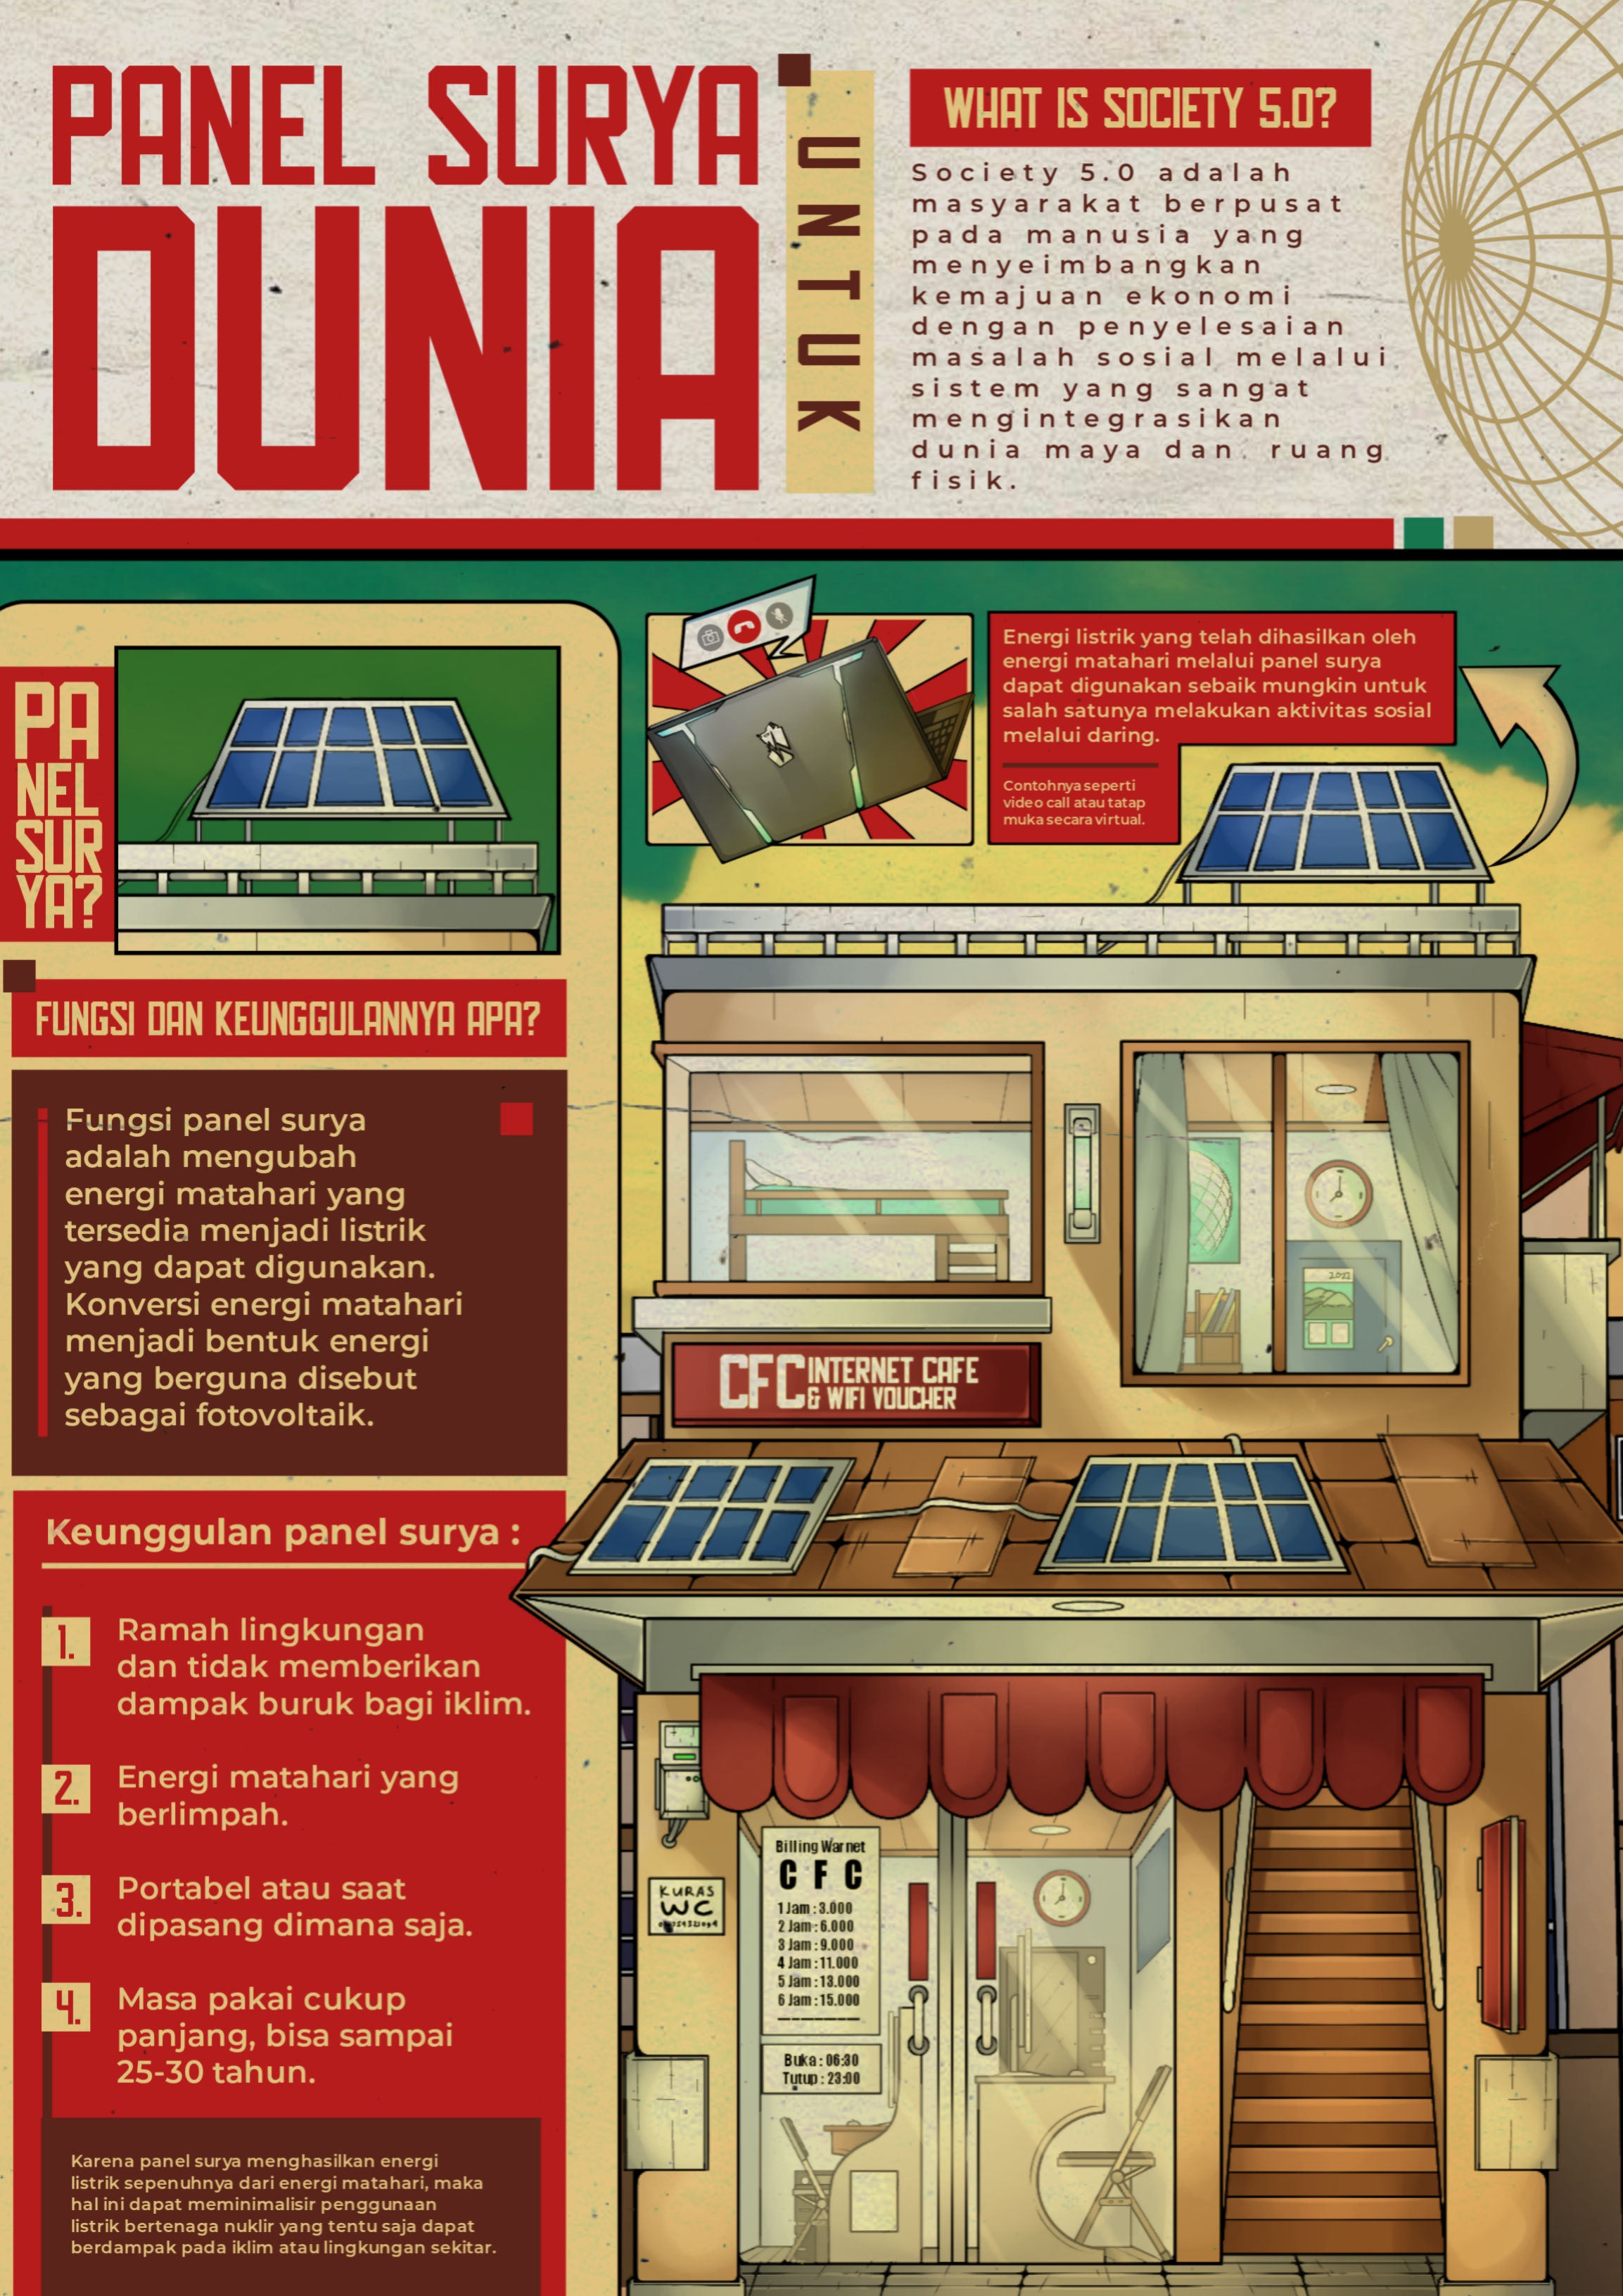 PANEL SURYA
UNTUK
DUNIA
WHAT IS SOCIETY 5.0?
Society 5.0 adalah
masyarakat berpusat
pada manusia yang
menyeimbangkan
kemajuan ekonomi
dengan penyelesaian
masalah sosial melalui
sistem yang sangat
mengintegrasikan
dunia maya dan ruang
fisik.
PA
NEL
SUR
YA?
FUNGSI DAN KEUNGGULANNYA APA?
Fungsi panel surya
adalah mengubah
energi matahari yang
tersedia menjadi listrik
yang dapat digunakan.
Konversi energi matahari
menjadi bentuk energi
yang berguna disebut
sebagai fotovoltaik.
Keunggulan panel surya :
1. Ramah lingkungan
dan tidak memberikan
dampak buruk bagi iklim.
2. Energi matahari yang
berlimpah.
3. Portabel atau saat
dipasang dimana saja.
4. Masa pakai cukup
panjang, bisa sampai
25-30 tahun.
Karena panel surya menghasilkan energi
listrik sepenuhnya dari energi matahari, maka
hal ini dapat meminimalisir penggunaan
listrik bertenaga nuklir yang tentu saja dapat
berdampak pada iklim atau lingkungan sekitar.
Energi listrik yang telah dihasilkan oleh
energi matahari melalui panel surya
dapat digunakan sebaik mungkin untuk
salah satunya melakukan aktivitas sosial
melalui daring.
Contohnya seperti
video call atau tatap
muka secara virtual.
2022
CFC INTERNET CAFE
& WIFI VOUCHER
KURAS
WC
Billing Warnet
CFC
1 Jam : 3.000
2 Jam : 6.000
3 Jam : 9.000
4 Jam : 11.000
5 Jam : 13.000
6 Jam : 15.000
Buka : 06:30
Tutup : 23:00